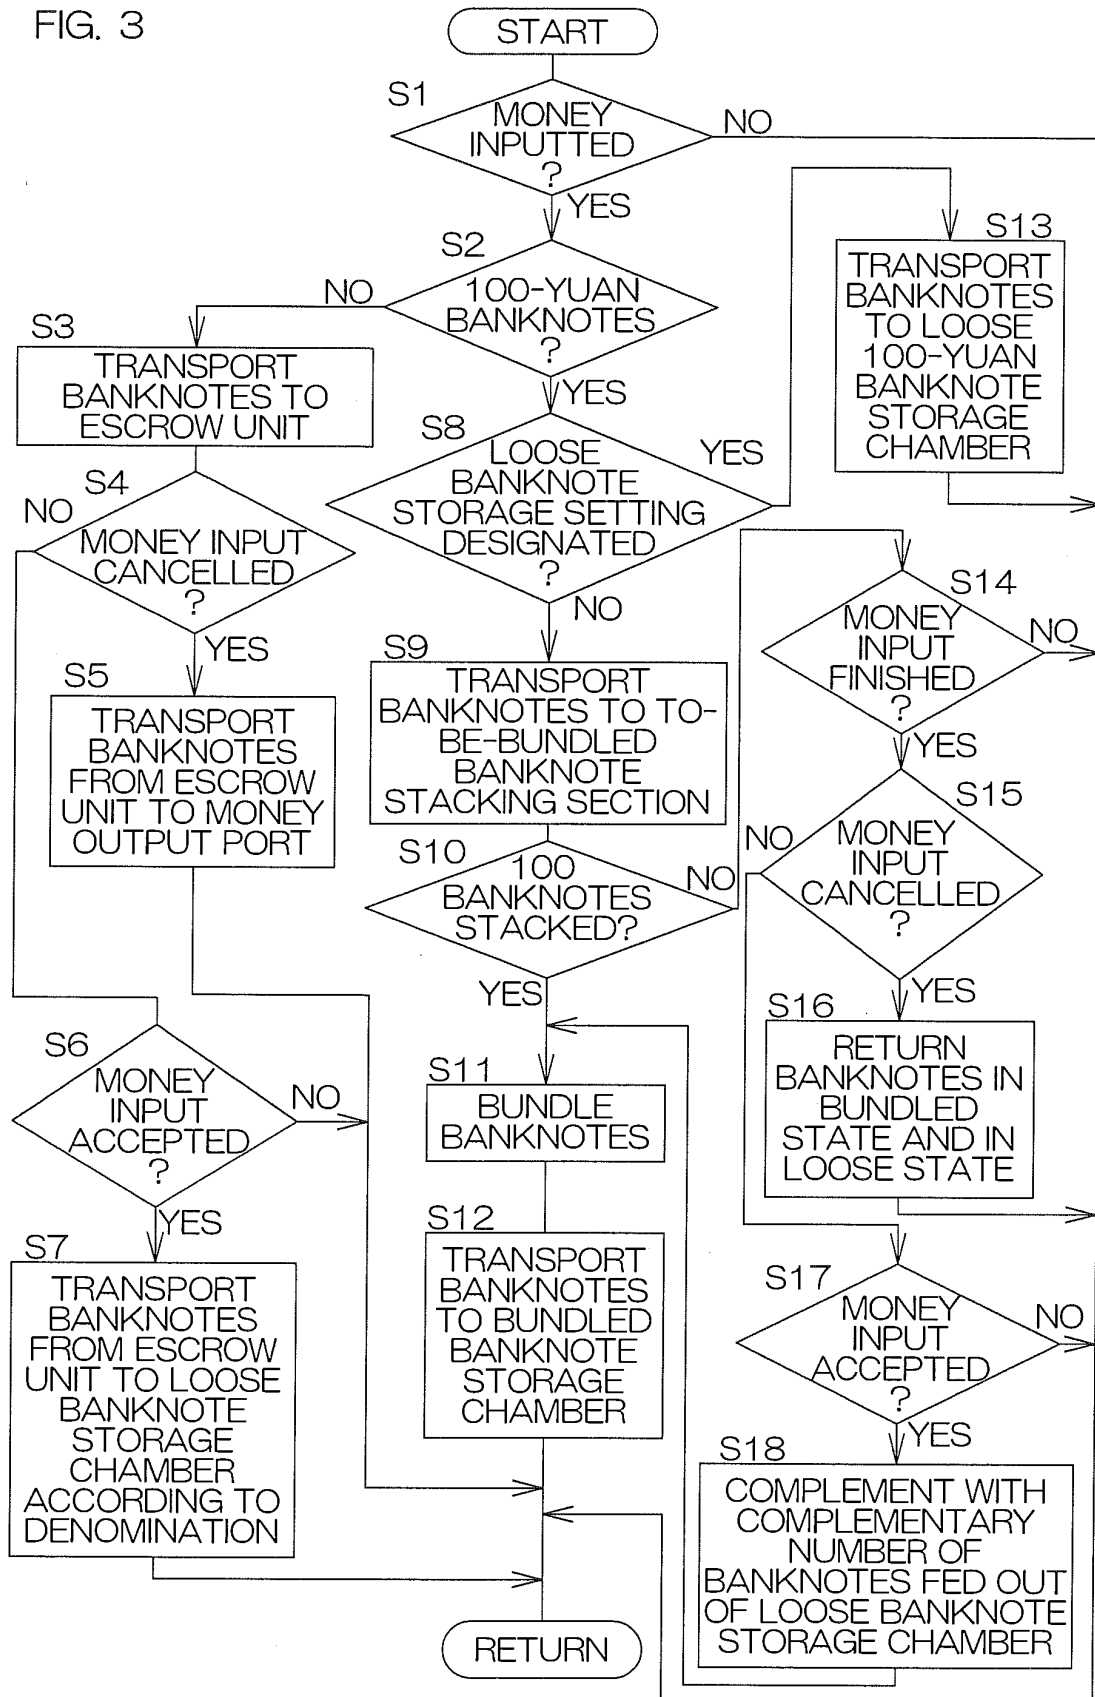 FIG. 3
START
S1
MONEY
INPUTTED
?
NO
YES
S2
100-YUAN
BANKNOTES
?
NO
YES
S3
TRANSPORT
BANKNOTES TO
ESCROW UNIT
S4
MONEY INPUT
CANCELLED
?
NO
YES
S5
TRANSPORT
BANKNOTES
FROM ESCROW
UNIT TO MONEY
OUTPUT PORT
S6
MONEY
INPUT
ACCEPTED
?
NO
YES
S7
TRANSPORT
BANKNOTES
FROM ESCROW
UNIT TO LOOSE
BANKNOTE
STORAGE
CHAMBER
ACCORDING TO
DENOMINATION
S8
LOOSE
BANKNOTE
STORAGE SETTING
DESIGNATED
?
YES
NO
S9
TRANSPORT
BANKNOTES TO TO-
BE-BUNDLED
BANKNOTE
STACKING SECTION
S10
100
BANKNOTES
STACKED?
NO
YES
S11
BUNDLE
BANKNOTES
S12
TRANSPORT
BANKNOTES
TO BUNDLED
BANKNOTE
STORAGE
CHAMBER
RETURN
S13
TRANSPORT
BANKNOTES
TO LOOSE
100-YUAN
BANKNOTE
STORAGE
CHAMBER
S14
MONEY
INPUT
FINISHED
?
NO
YES
S15
MONEY
INPUT
CANCELLED
?
NO
YES
S16
RETURN
BANKNOTES IN
BUNDLED
STATE AND IN
LOOSE STATE
S17
MONEY
INPUT
ACCEPTED
?
NO
YES
S18
COMPLEMENT WITH
COMPLEMENTARY
NUMBER OF
BANKNOTES FED OUT
OF LOOSE BANKNOTE
STORAGE CHAMBER